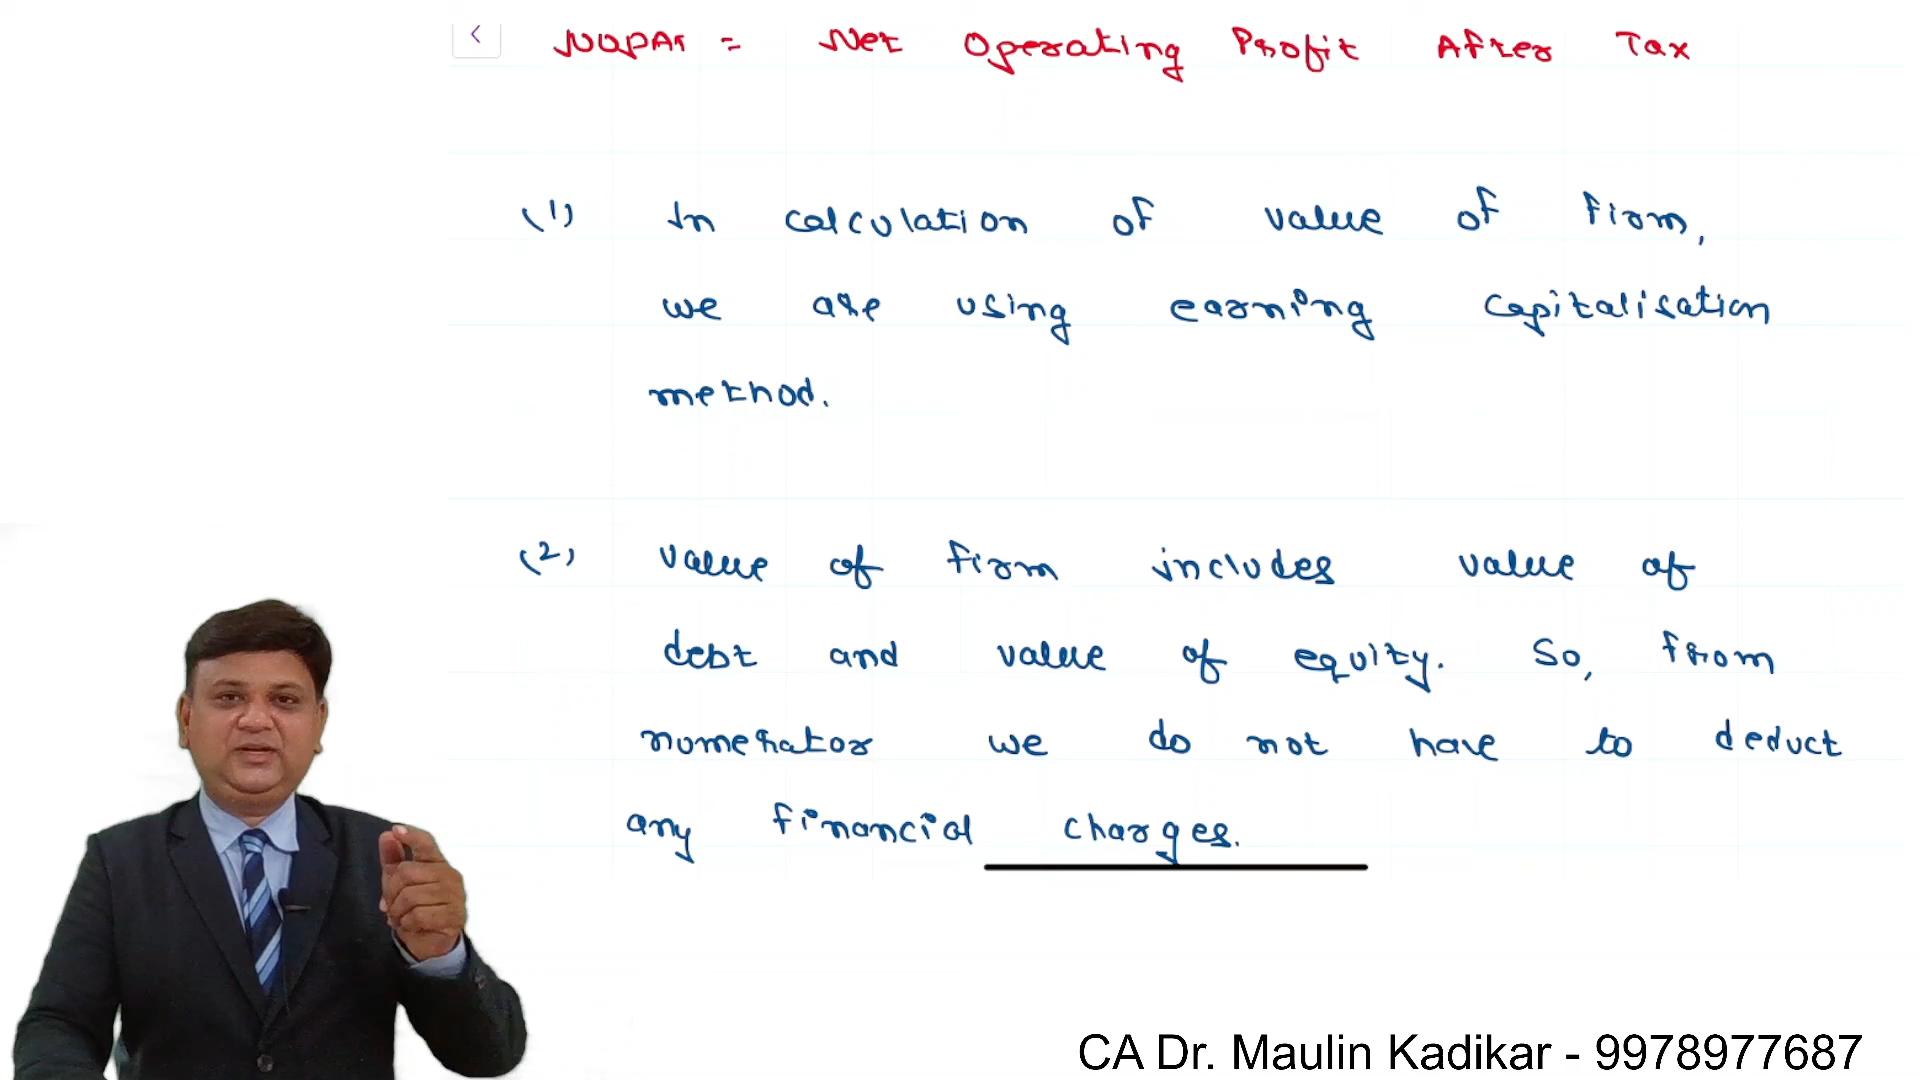 NOPAT = Net Operating Profit After Tax
(1) In calculation of value of firm,
we are using earning capitalisation
method.
(2) value of firm includes value of
debt and value of equity. So, from
numerator we do not have to deduct
any financial charges.
CA Dr. Maulin Kadikar - 9978977687